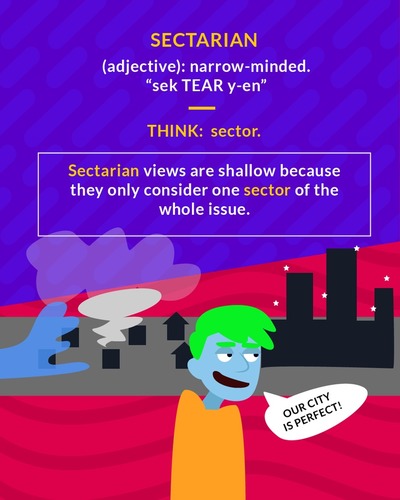 SECTARIAN
(adjective): narrow-minded.
“sek TEAR y-en”
THINK: sector.
Sectarian views are shallow because
they only consider one sector of the
whole issue.
OUR CITY
IS PERFECT!